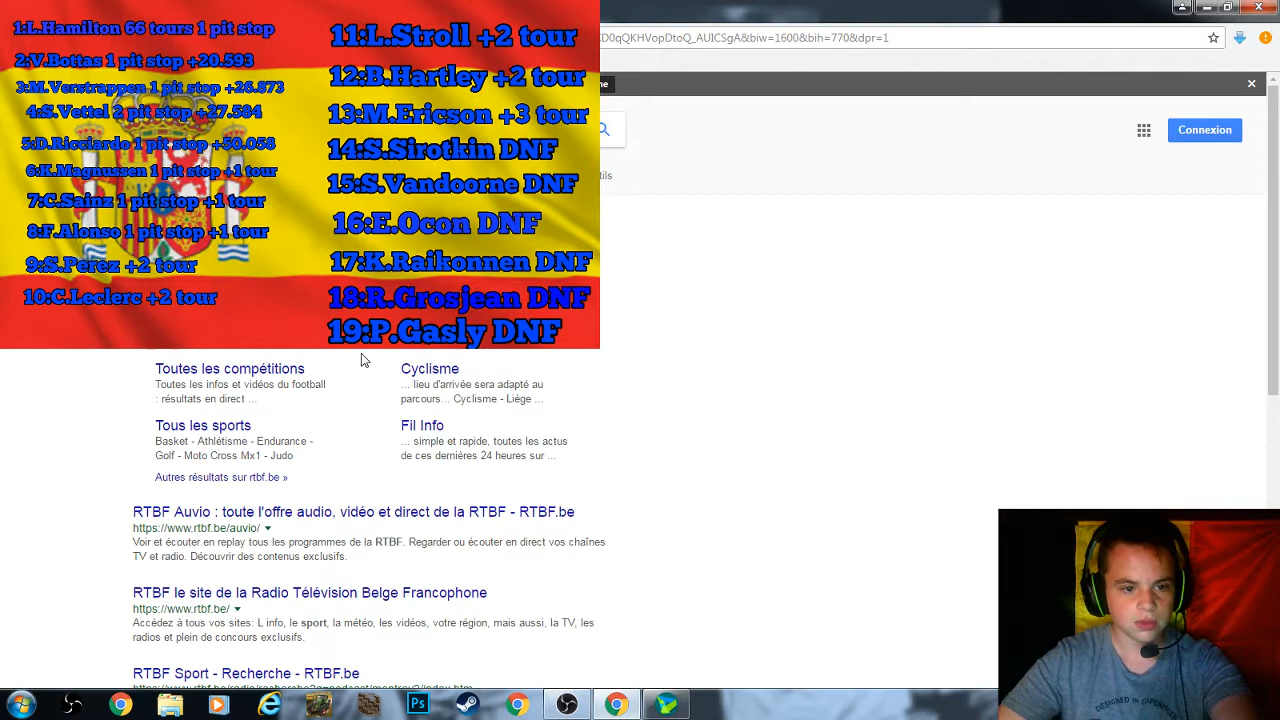 1:L.Hamilton 66 tours 1 pit stop
2:V.Bottas 1 pit stop +20.593
3:M.Verstrappen 1 pit stop +26.873
4:S.Vettel 2 pit stop +27.584
5:D.Ricciardo 1 pit stop +50.058
6:K.Magnussen 1 pit stop +1 tour
7:C.Sainz 1 pit stop +1 tour
8:F.Alonso 1 pit stop +1 tour
9:S.Perez +2 tour
10:C.Leclerc +2 tour
11:L.Stroll +2 tour
12:B.Hartley +2 tour
13:M.Ericson +3 tour
14:S.Sirotkin DNF
15:S.Vandoorne DNF
16:E.Ocon DNF
17:K.Raikonnen DNF
18:R.Grosjean DNF
19:P.Gasly DNF
D0qQKHVopDtoQ_AUICSgA&biw=1600&bih=770&dpr=1
Connexion
Toutes les compétitions
Toutes les infos et vidéos du football
: résultats en direct ...
Cyclisme
... lieu d'arrivée sera adapté au
parcours... Cyclisme - Liège ...
Tous les sports
Basket - Athlétisme - Endurance -
Golf - Moto Cross Mx1 - Judo
Fil Info
... simple et rapide, toutes les actus
de ces dernières 24 heures sur ...
Autres résultats sur rtbf.be »
RTBF Auvio : toute l'offre audio, vidéo et direct de la RTBF - RTBF.be
https://www.rtbf.be/auvio/
Voir et écouter en replay tous les programmes de la RTBF. Regarder ou écouter en direct vos chaînes
TV et radio. Découvrir des contenus exclusifs.
RTBF le site de la Radio Télévision Belge Francophone
https://www.rtbf.be/
Accédez à tous vos sites: L info, le sport, la météo, les vidéos, votre région, mais aussi, la TV, les
radios et plein de concours exclusifs.
RTBF Sport - Recherche - RTBF.be
Ps